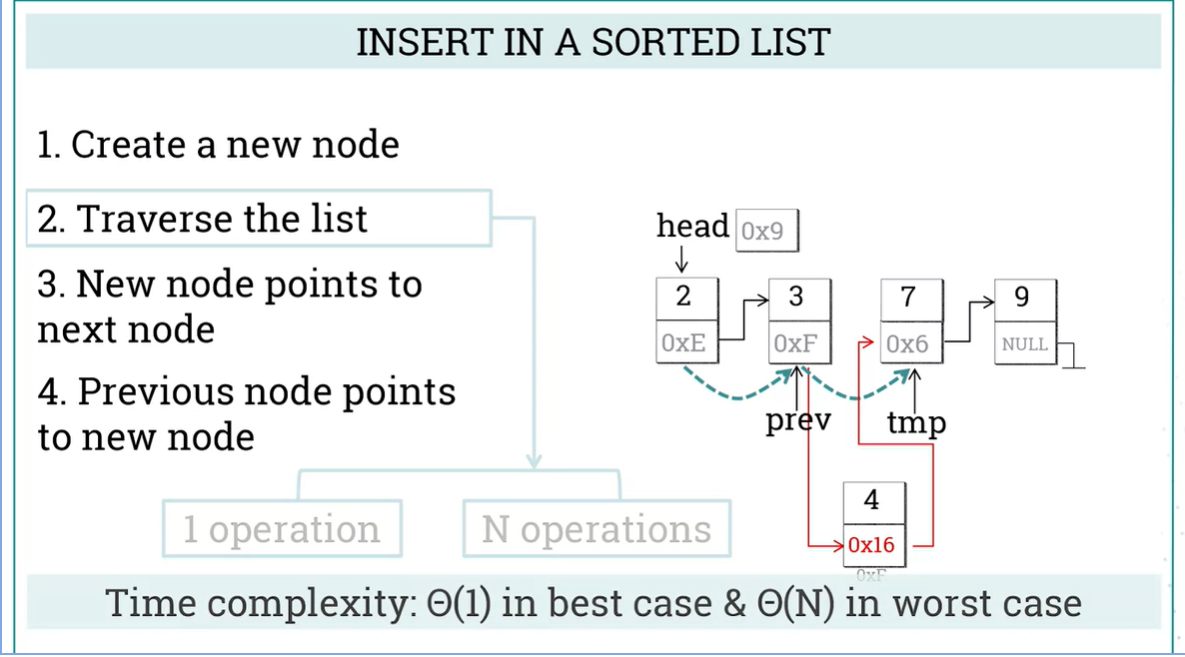 INSERT IN A SORTED LIST
1. Create a new node
2. Traverse the list
3. New node points to
next node
4. Previous node points
to new node
1 operation
N operations
head 0x9
2 3 7 9
0xE 0xF 0x6 NULL
prev tmp
4
0x16
0xF
Time complexity: Θ(1) in best case & Θ(N) in worst case